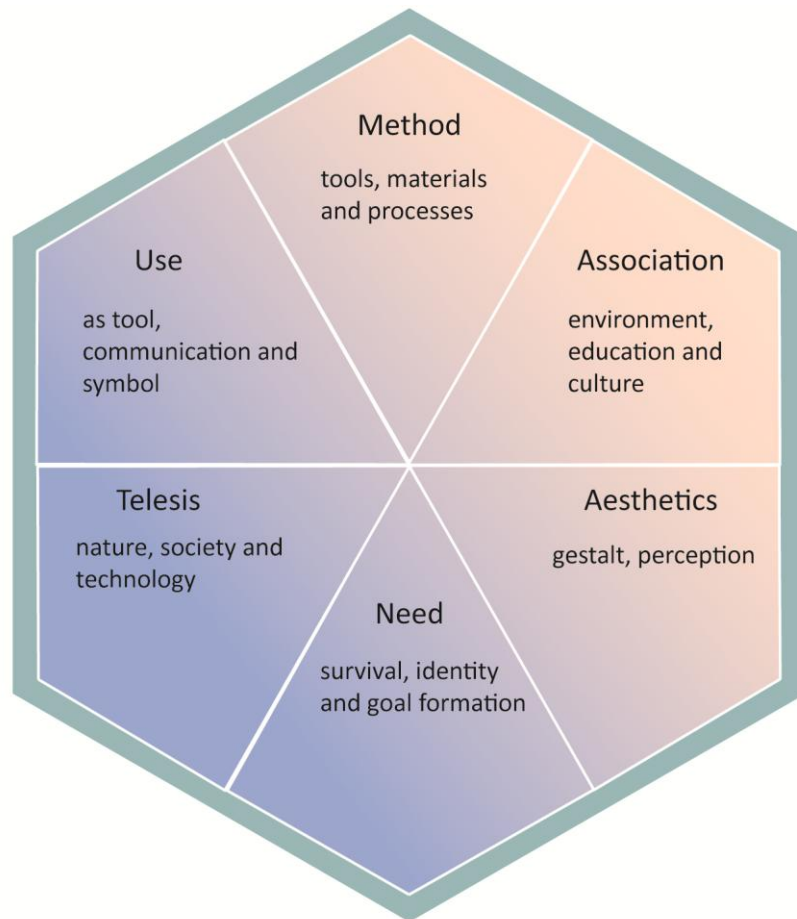 Method
tools, materials
and processes
Association
environment,
education and
culture
Aesthetics
gestalt, perception
Need
survival, identity
and goal formation
Telesis
nature, society and
technology
Use
as tool,
communication and
symbol